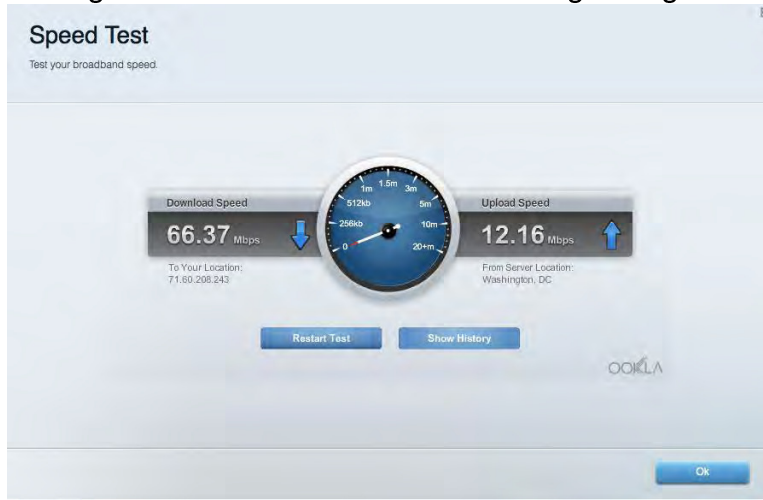 Speed Test
Test your broadband speed.
Download Speed
66.37 Mbps
To Your Location:
71.60.208.243
0
256kb
512kb
1m
1.5m
3m
5m
10m
20+m
Upload Speed
12.16 Mbps
From Server Location:
Washington, DC
Restart Test
Show History
OOKLA
Ok